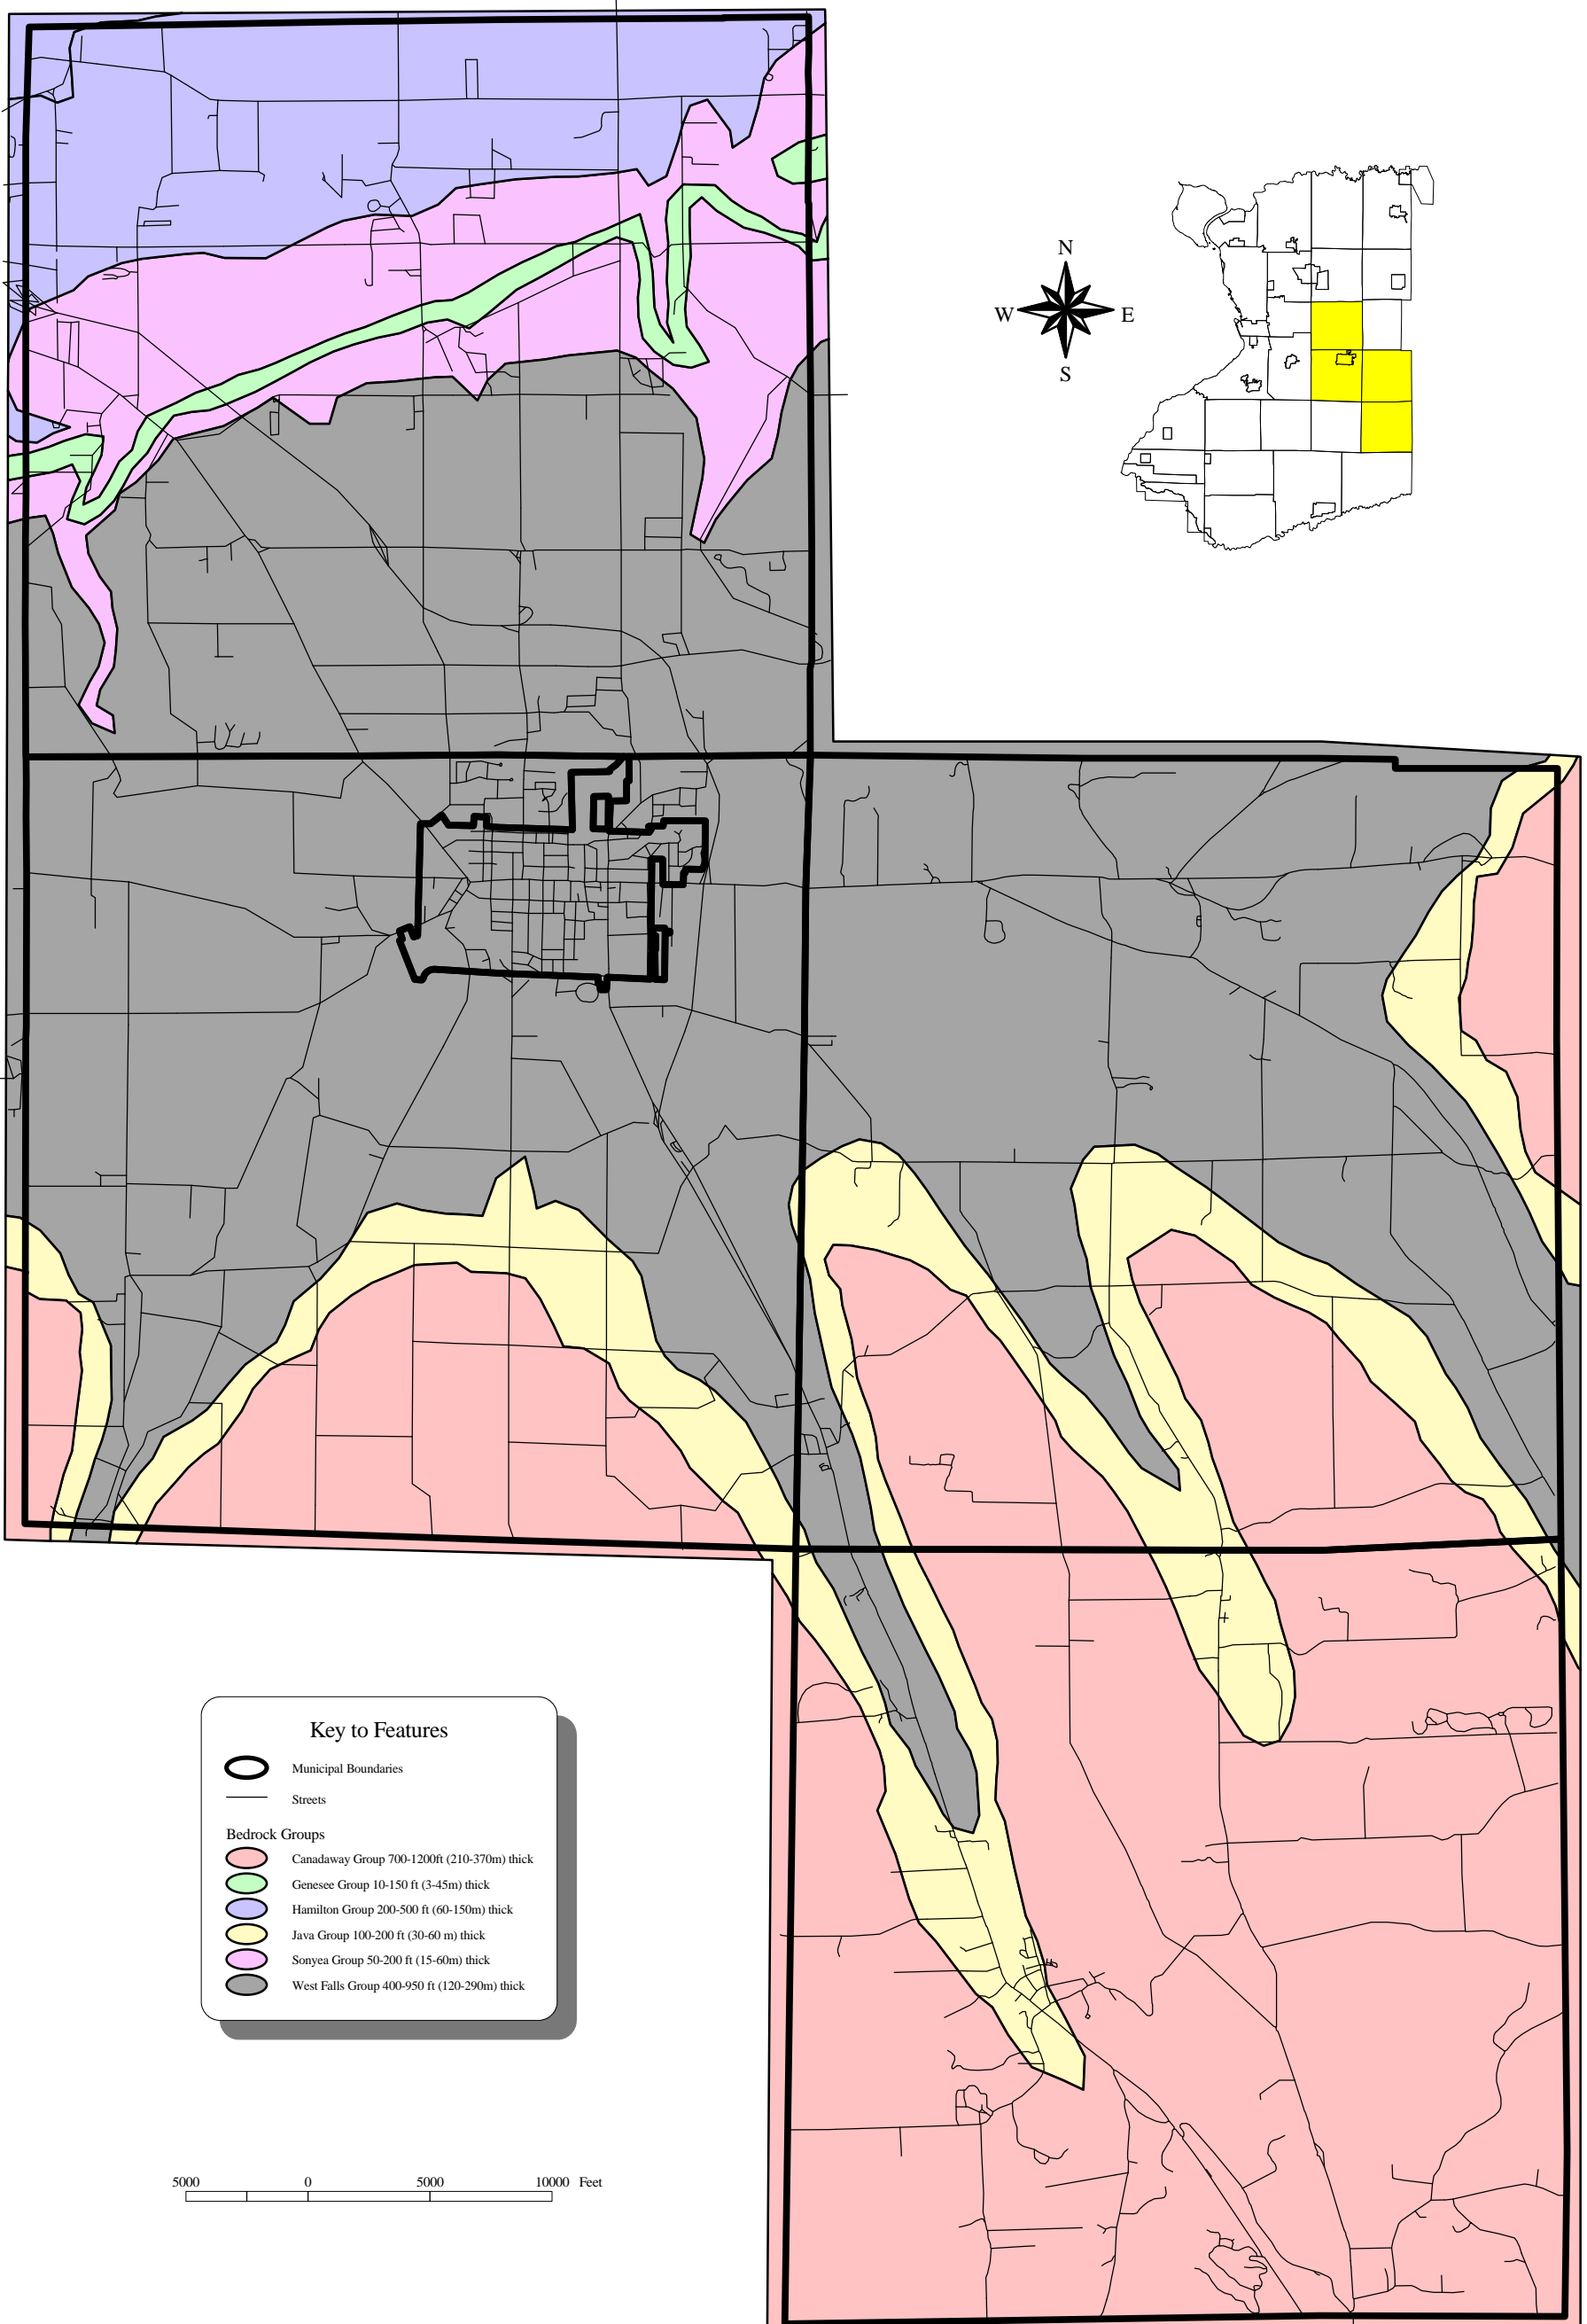 N
W E
S
Key to Features
Municipal Boundaries
Streets
Bedrock Groups
Canadaway Group 700-1200ft (210-370m) thick
Genesee Group 10-150 ft (3-45m) thick
Hamilton Group 200-500 ft (60-150m) thick
Java Group 100-200 ft (30-60 m) thick
Sonyea Group 50-200 ft (15-60m) thick
West Falls Group 400-950 ft (120-290m) thick
5000 0 5000 10000 Feet